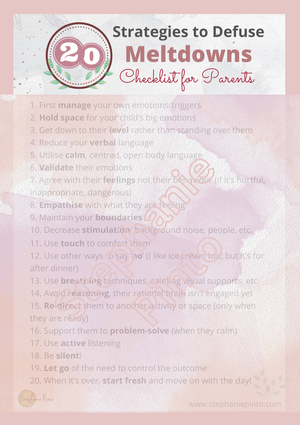 20
Strategies to Defuse
Meltdowns
Checklist for Parents
1. First manage your own emotions/triggers
2. Hold space for your child's big emotions
3. Get down to their level rather than standing over them
4. Reduce your verbal language
5. Utilise calm, centred, open body language
6. Validate their emotions
7. Agree with their feelings not their behaviour (if it's hurtful,
inappropriate, dangerous)
8. Empathise with what they are feeling
9. Maintain your boundaries
10. Decrease stimulation, background noise, people, etc.
11. Use touch to comfort them
12. Use other ways to say 'no' (I like ice cream too, but it's for
after dinner)
13. Use breathing techniques, calming visual supports, etc.
14. Avoid reasoning, their rational brain isn't engaged yet
15. Re-direct them to another activity or space (only when
they are ready)
16. Support them to problem-solve (when they calm)
17. Use active listening
18. Be silent!
19. Let go of the need to control the outcome
20. When it's over, start fresh and move on with the day!
www.stephaniepinto.com
stephanie
pinto